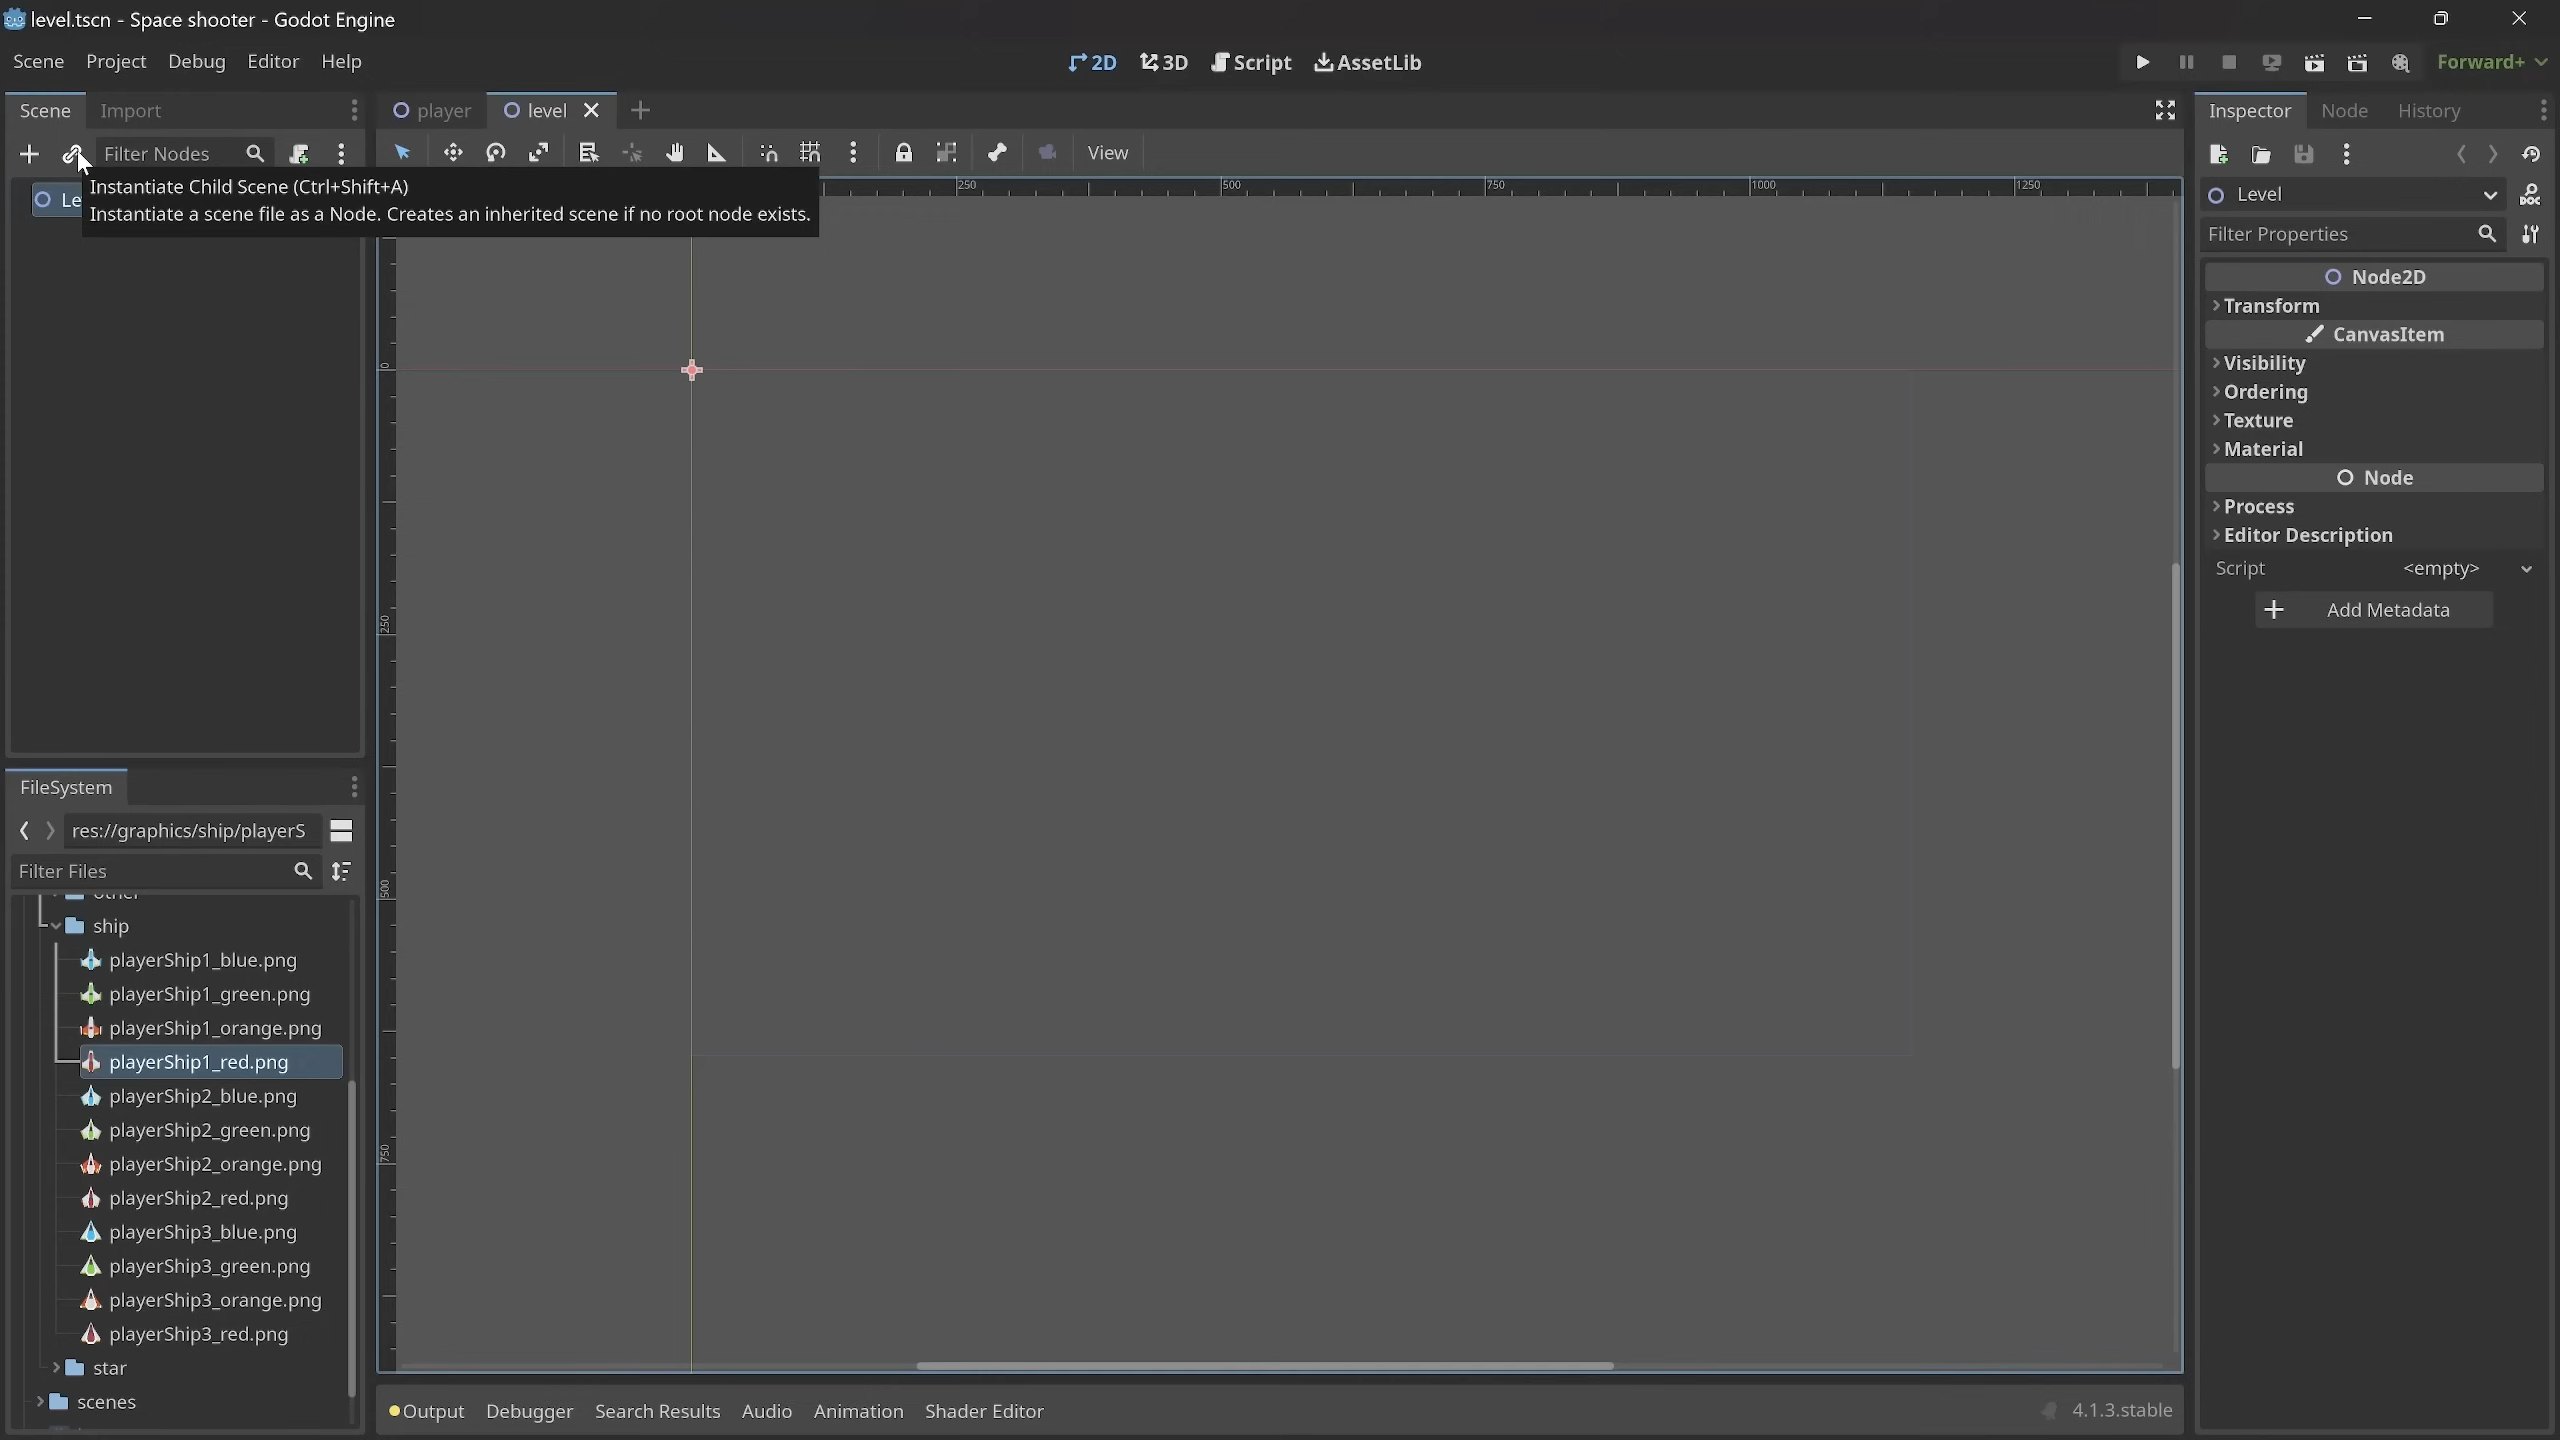 level.tscn - Space shooter - Godot Engine
Scene Project Debug Editor Help
2D 3D Script AssetLib
Forward+
Scene Import
player level
Inspector Node History
Filter Nodes
View
Instantiate Child Scene (Ctrl+Shift+A)
Instantiate a scene file as a Node. Creates an inherited scene if no root node exists.
Le
250 500 750 1000 1250
0
250
500
750
Level
Filter Properties
Node2D
Transform
CanvasItem
Visibility
Ordering
Texture
Material
Node
Process
Editor Description
Script <empty>
Add Metadata
FileSystem
res://graphics/ship/playerS
Filter Files
other
ship
playerShip1_blue.png
playerShip1_green.png
playerShip1_orange.png
playerShip1_red.png
playerShip2_blue.png
playerShip2_green.png
playerShip2_orange.png
playerShip2_red.png
playerShip3_blue.png
playerShip3_green.png
playerShip3_orange.png
playerShip3_red.png
star
scenes
Output Debugger Search Results Audio Animation Shader Editor
4.1.3.stable